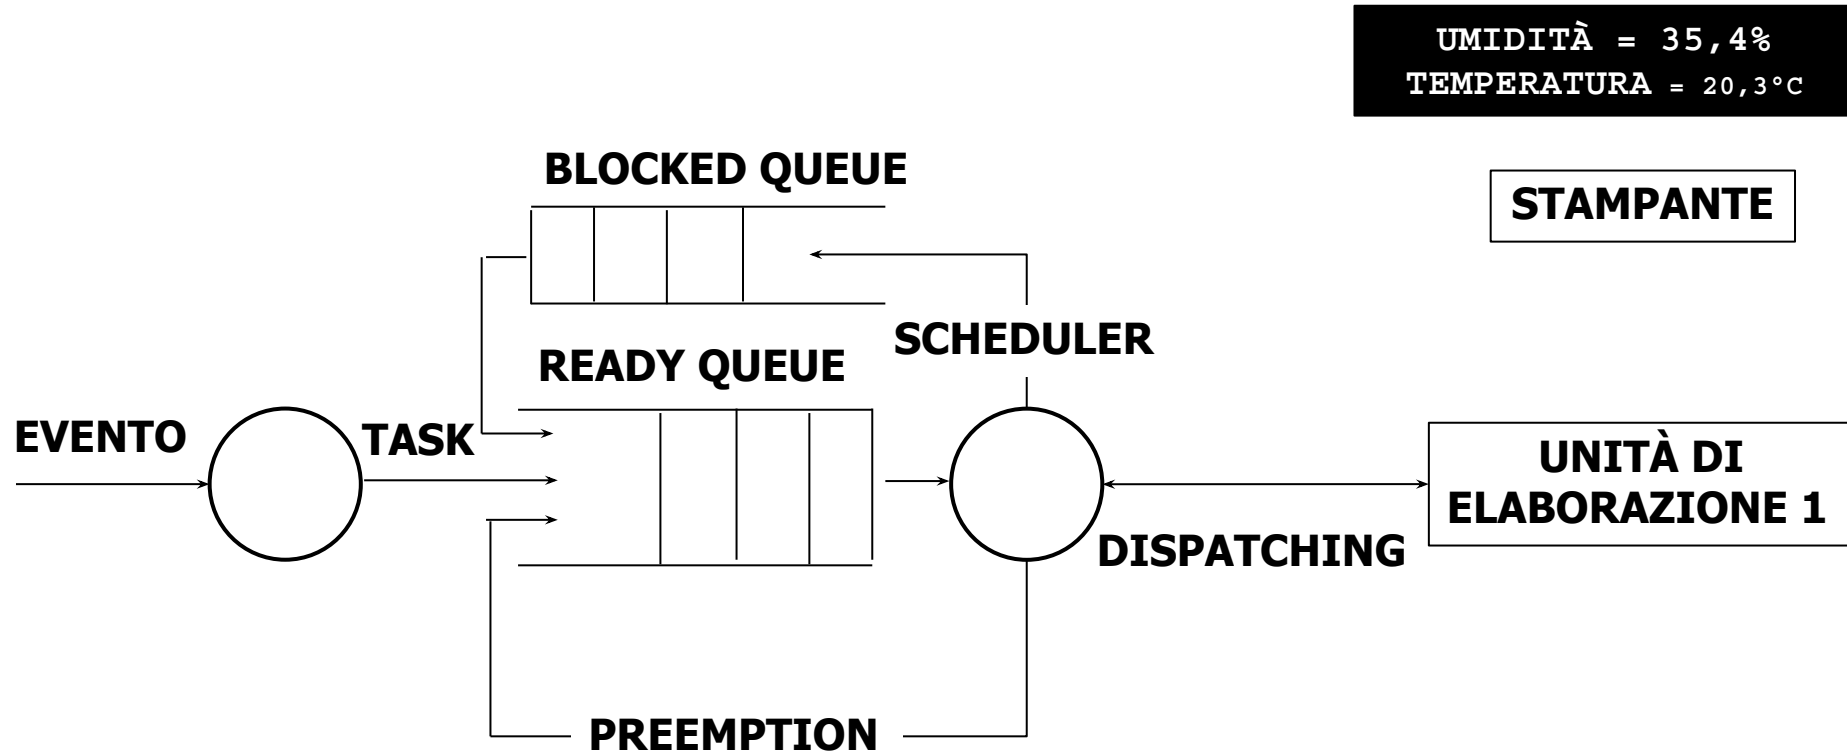 UMIDITÀ = 35,4%
TEMPERATURA = 20,3°C
BLOCKED QUEUE
STAMPANTE
SCHEDULER
READY QUEUE
EVENTO
TASK
UNITÀ DI
ELABORAZIONE 1
DISPATCHING
PREEMPTION